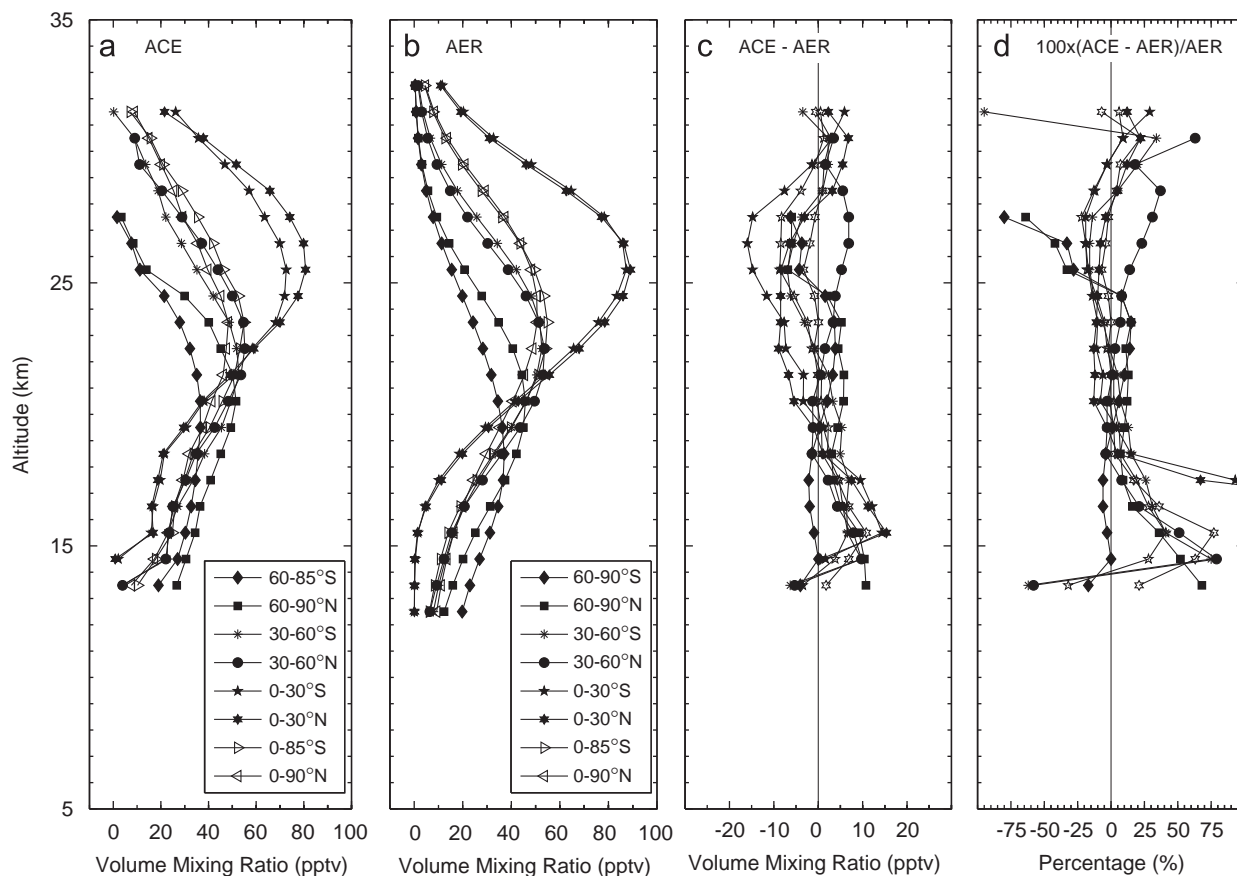 a ACE
b AER
c ACE - AER
d 100x(ACE - AER)/AER
35
25
15
5
Altitude (km)
60-85°S
60-90°N
30-60°S
30-60°N
0-30°S
0-30°N
0-85°S
0-90°N
60-90°S
60-90°N
30-60°S
30-60°N
0-30°S
0-30°N
0-85°S
0-90°N
0 20 40 60 80 100
0 20 40 60 80 100
-20 -10 0 10 20
-75 -50 -25 0 25 50 75
Volume Mixing Ratio (pptv)
Volume Mixing Ratio (pptv)
Volume Mixing Ratio (pptv)
Percentage (%)